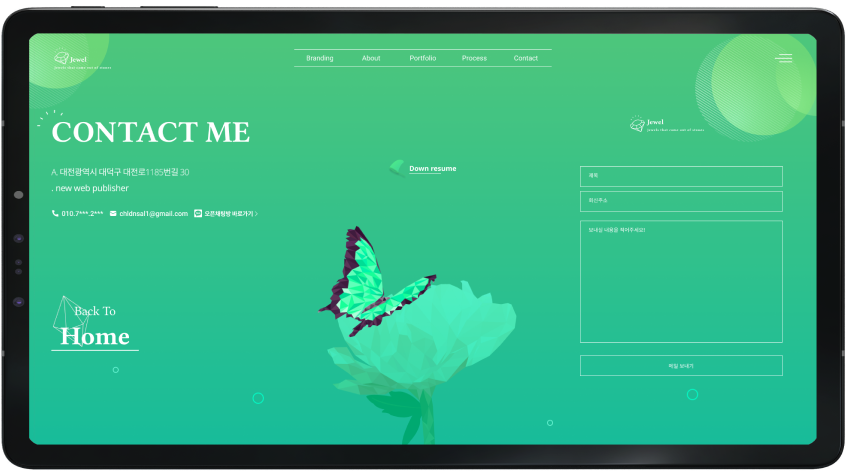 Jewel
jewels that come out of stones
Branding About Portfolio Process Contact
CONTACT ME
Jewel
jewels that come out of stones
A. 대전광역시 대덕구 대전로1185번길 30
. new web publisher
Down resume
제목
회신주소
010.7***.2*** chldnsal1@gmail.com 오픈채팅방 바로가기 >
보내실 내용을 적어주세요!
Back To
Home
메일 보내기